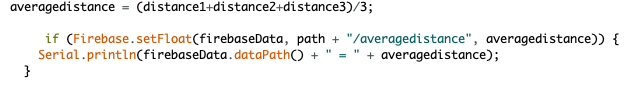 averagedistance = (distance1+distance2+distance3)/3;
if (Firebase.setFloat(firebaseData, path + "/averagedistance", averagedistance)) {
Serial.println(firebaseData.dataPath() + " = " + averagedistance);
}